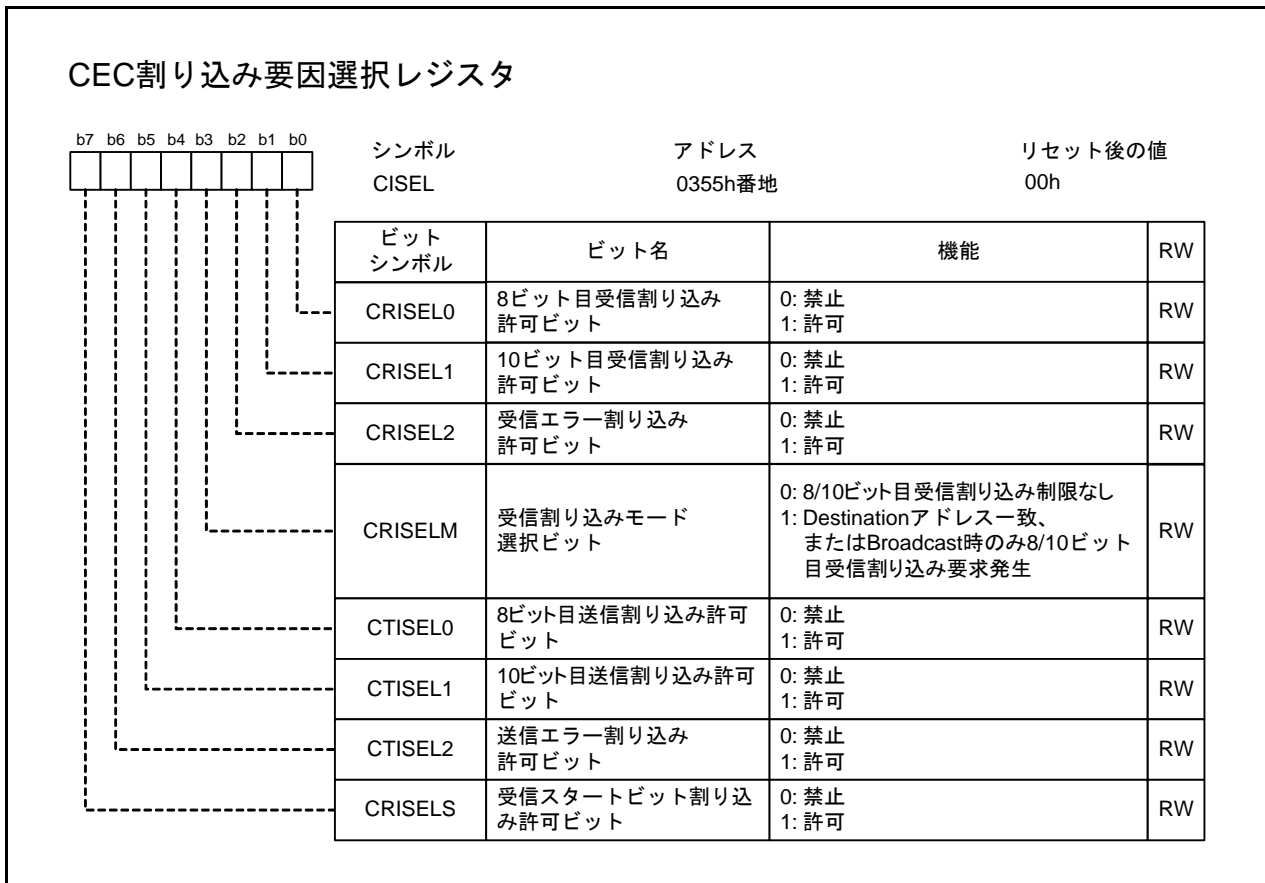 CEC割り込み要因選択レジスタ
b7 b6 b5 b4 b3 b2 b1 b0
シンボル アドレス リセット後の値
CISEL 0355h番地 00h
ビット
シンボル
ビット名
機能
RW
CRISEL0
8ビット目受信割り込み
許可ビット
0: 禁止
1: 許可
RW
CRISEL1
10ビット目受信割り込み
許可ビット
0: 禁止
1: 許可
RW
CRISEL2
受信エラー割り込み
許可ビット
0: 禁止
1: 許可
RW
CRISELM
受信割り込みモード
選択ビット
0: 8/10ビット目受信割り込み制限なし
1: Destinationアドレス一致、
またはBroadcast時のみ8/10ビット
目受信割り込み要求発生
RW
CTISEL0
8ビット目送信割り込み許可
ビット
0: 禁止
1: 許可
RW
CTISEL1
10ビット目送信割り込み許可
ビット
0: 禁止
1: 許可
RW
CTISEL2
送信エラー割り込み
許可ビット
0: 禁止
1: 許可
RW
CRISELS
受信スタートビット割り込
み許可ビット
0: 禁止
1: 許可
RW